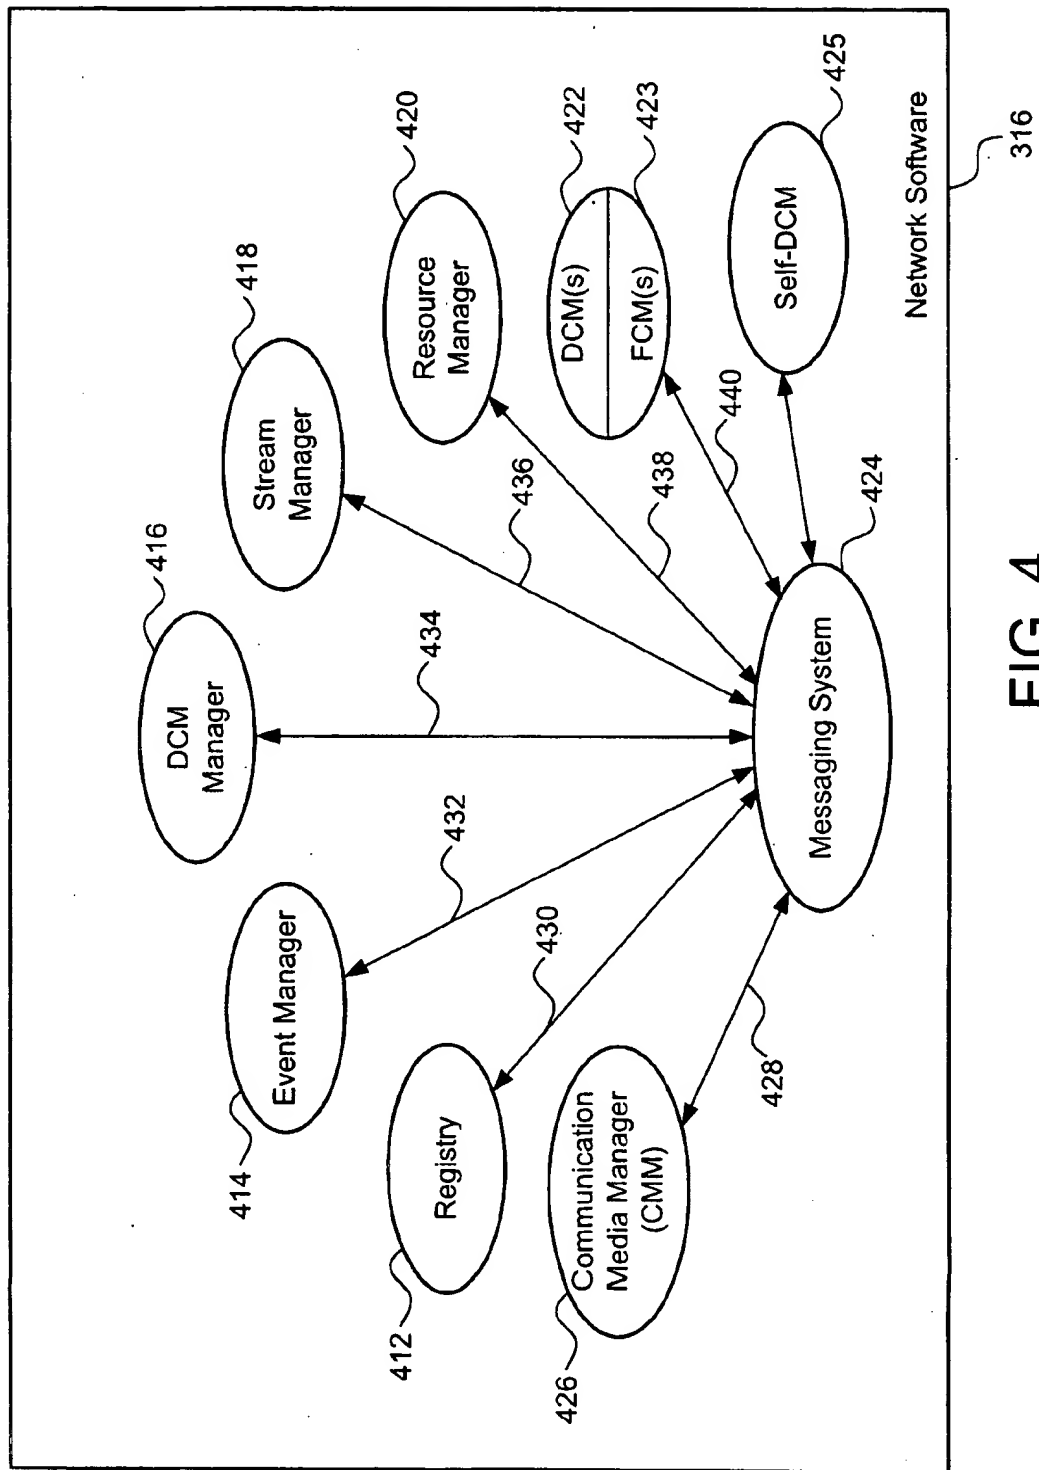 416
DCM
Manager
414
418
Event Manager
Stream
Manager
412
420
Registry
Resource
Manager
434
432
436
430
426
422
Communication
Media Manager
(CMM)
DCM(s)
FCM(s)
423
438
440
428
Self-DCM
425
Messaging System
424
Network Software
316
FIG. 4